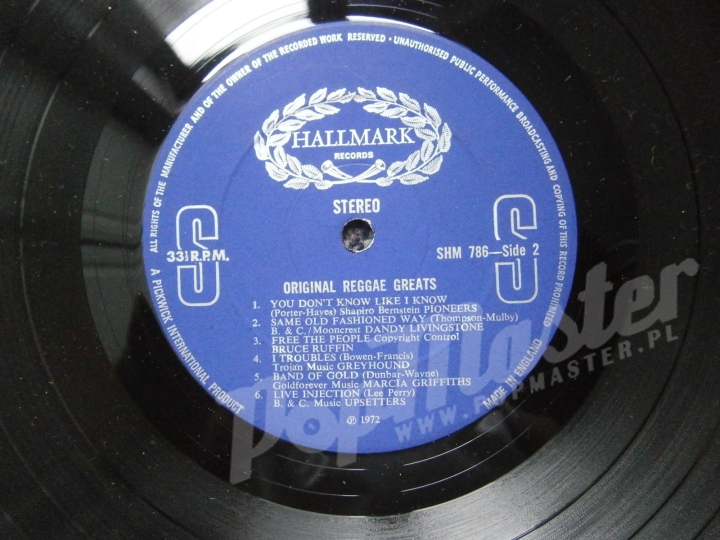 ALL RIGHTS OF THE MANUFACTURER AND OF THE OWNER OF THE RECORDED WORK RESERVED · UNAUTHORISED PUBLIC PERFORMANCE BROADCASTING AND COPYING OF THIS RECORD PROHIBITED
HALLMARK
RECORDS
STEREO
S
S
33⅓ R.P.M.
SHM 786—Side 2
ORIGINAL REGGAE GREATS
1. YOU DON'T KNOW LIKE I KNOW
(Porter-Hayes) Shapiro Bernstein PIONEERS
2. SAME OLD FASHIONED WAY (Thompson-Mulby)
B. & C./Mooncrest DANDY LIVINGSTONE
3. FREE THE PEOPLE Copyright Control
BRUCE RUFFIN
4. I TROUBLES (Bowen-Francis)
Trojan Music GREYHOUND
5. BAND OF GOLD (Dunbar-Wayne)
Goldforever Music MARCIA GRIFFITHS
6. LIVE INJECTION (Lee Perry)
B. & C. Music UPSETTERS
℗ 1972
A PICKWICK INTERNATIONAL PRODUCT
MADE IN ENGLAND
PopMaster
WWW.POPMASTER.PL